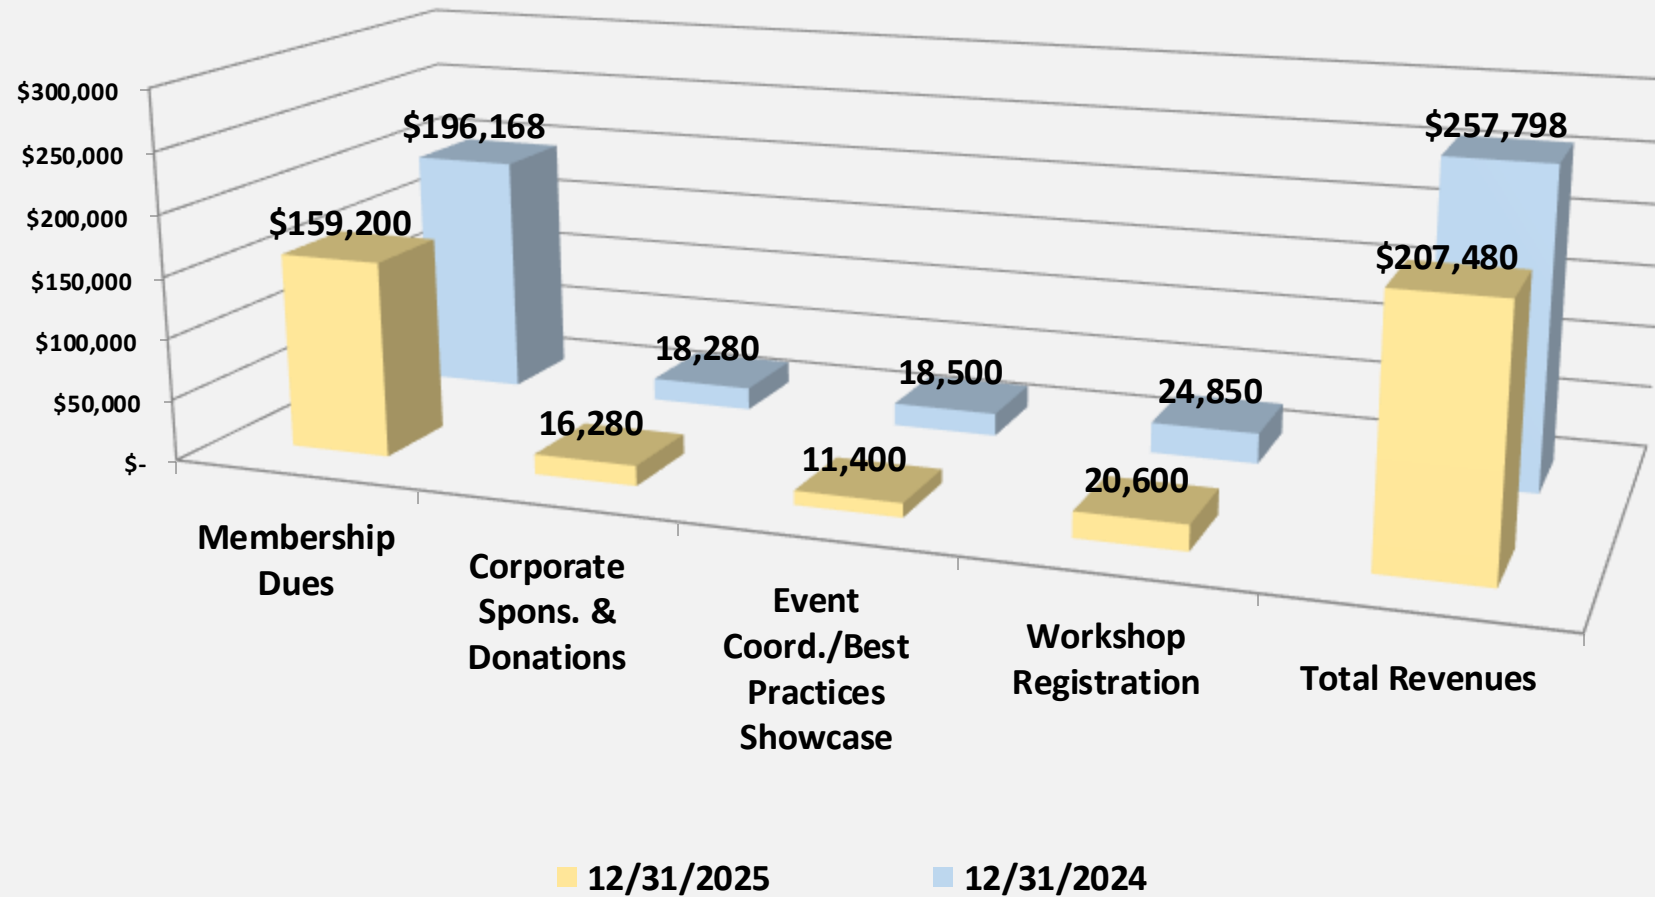 $300,000
$250,000
$200,000
$150,000
$100,000
$50,000
$-
$196,168
$257,798
$159,200
$207,480
18,280
18,500
24,850
16,280
11,400
20,600
Membership
Dues
Corporate
Spons. &
Donations
Event
Coord./Best
Practices
Showcase
Workshop
Registration
Total Revenues
12/31/2025
12/31/2024